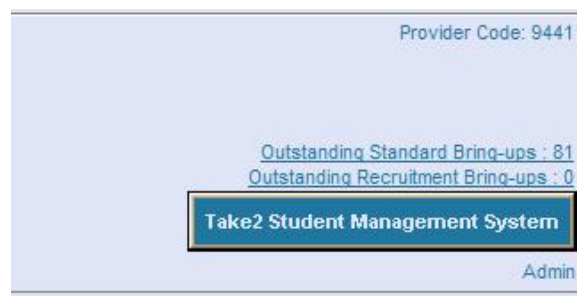 Provider Code: 9441
Outstanding Standard Bring-ups : 81
Outstanding Recruitment Bring-ups : 0
Take2 Student Management System
Admin